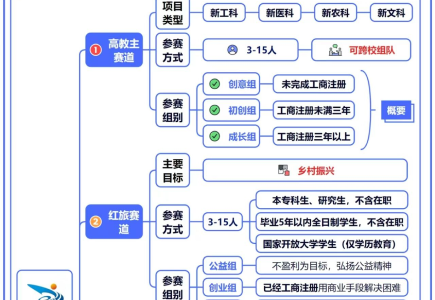 项目
类型
新工科
新医科
新农科
新文科
1
高教主
赛道
参赛
方式
3-15人
可跨校组队
参赛
组别
创意组
未完成工商注册
初创组
工商注册未满三年
成长组
工商注册三年以上
概要
主要
目标
乡村振兴
2
红旅赛
道
参赛
方式
3-15人
本专科生、研究生，不含在职
毕业5年以内全日制学生，不含在职
国家开放大学学生（仅学历教育）
参赛
组别
公益组
不盈利为目标，弘扬公益精神
创业组
已经工商注册用商业手段解决困难